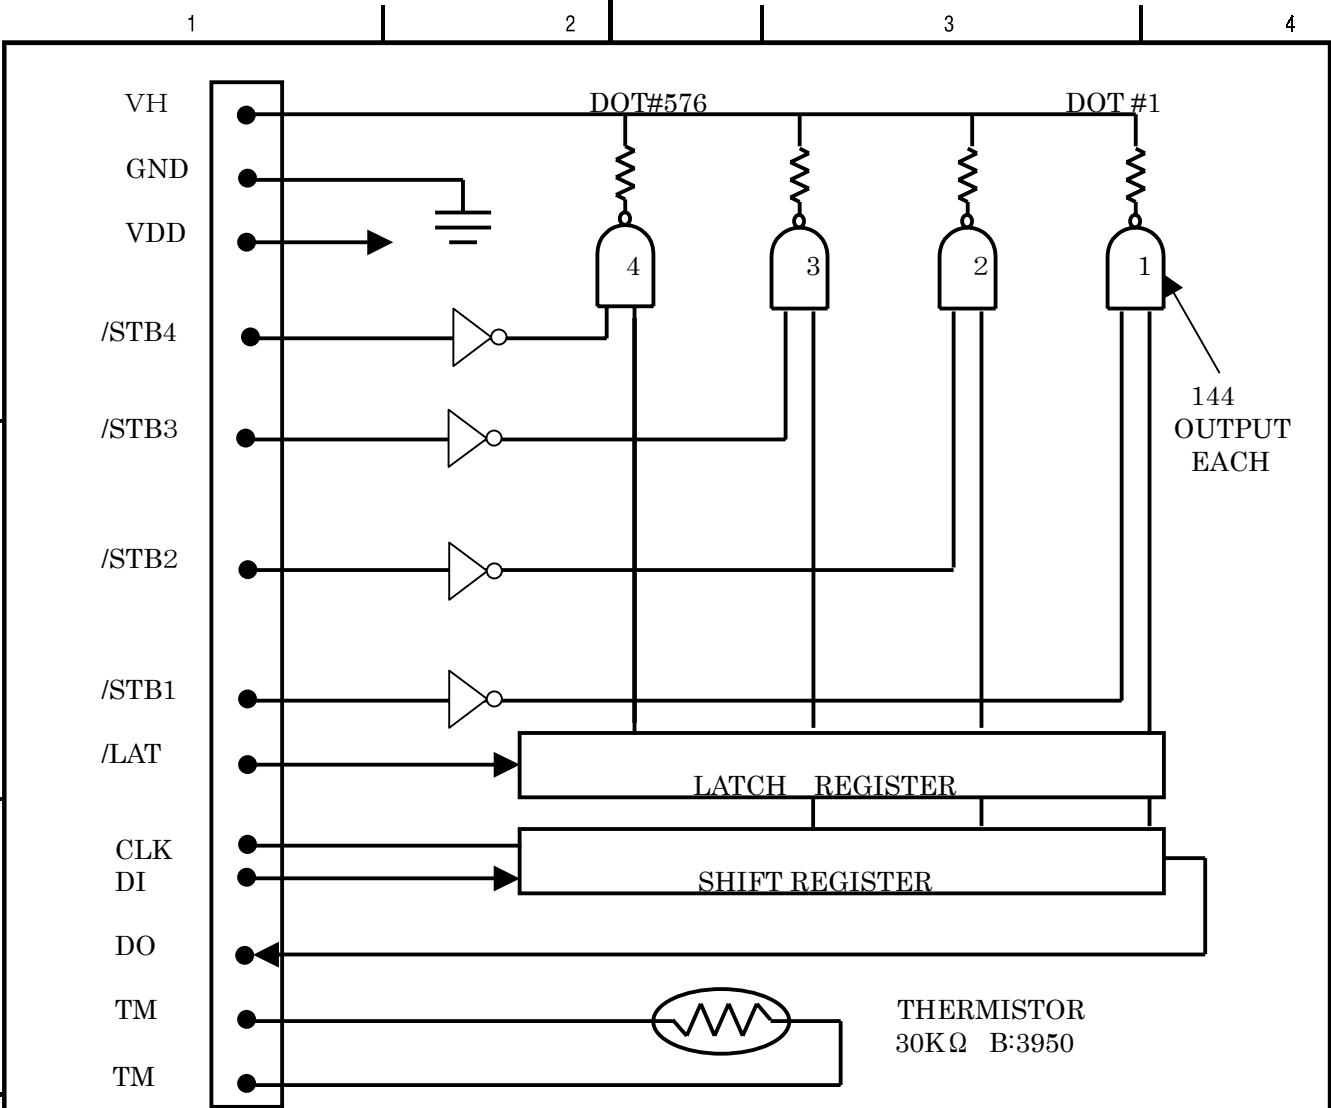 1 2 3 4
VH
DOT#576 DOT #1
GND
VDD
4 3 2 1
/STB4
144
OUTPUT
EACH
/STB3
/STB2
/STB1
/LAT
LATCH REGISTER
CLK
DI
SHIFT REGISTER
DO
TM
THERMISTOR
30KΩ B:3950
TM